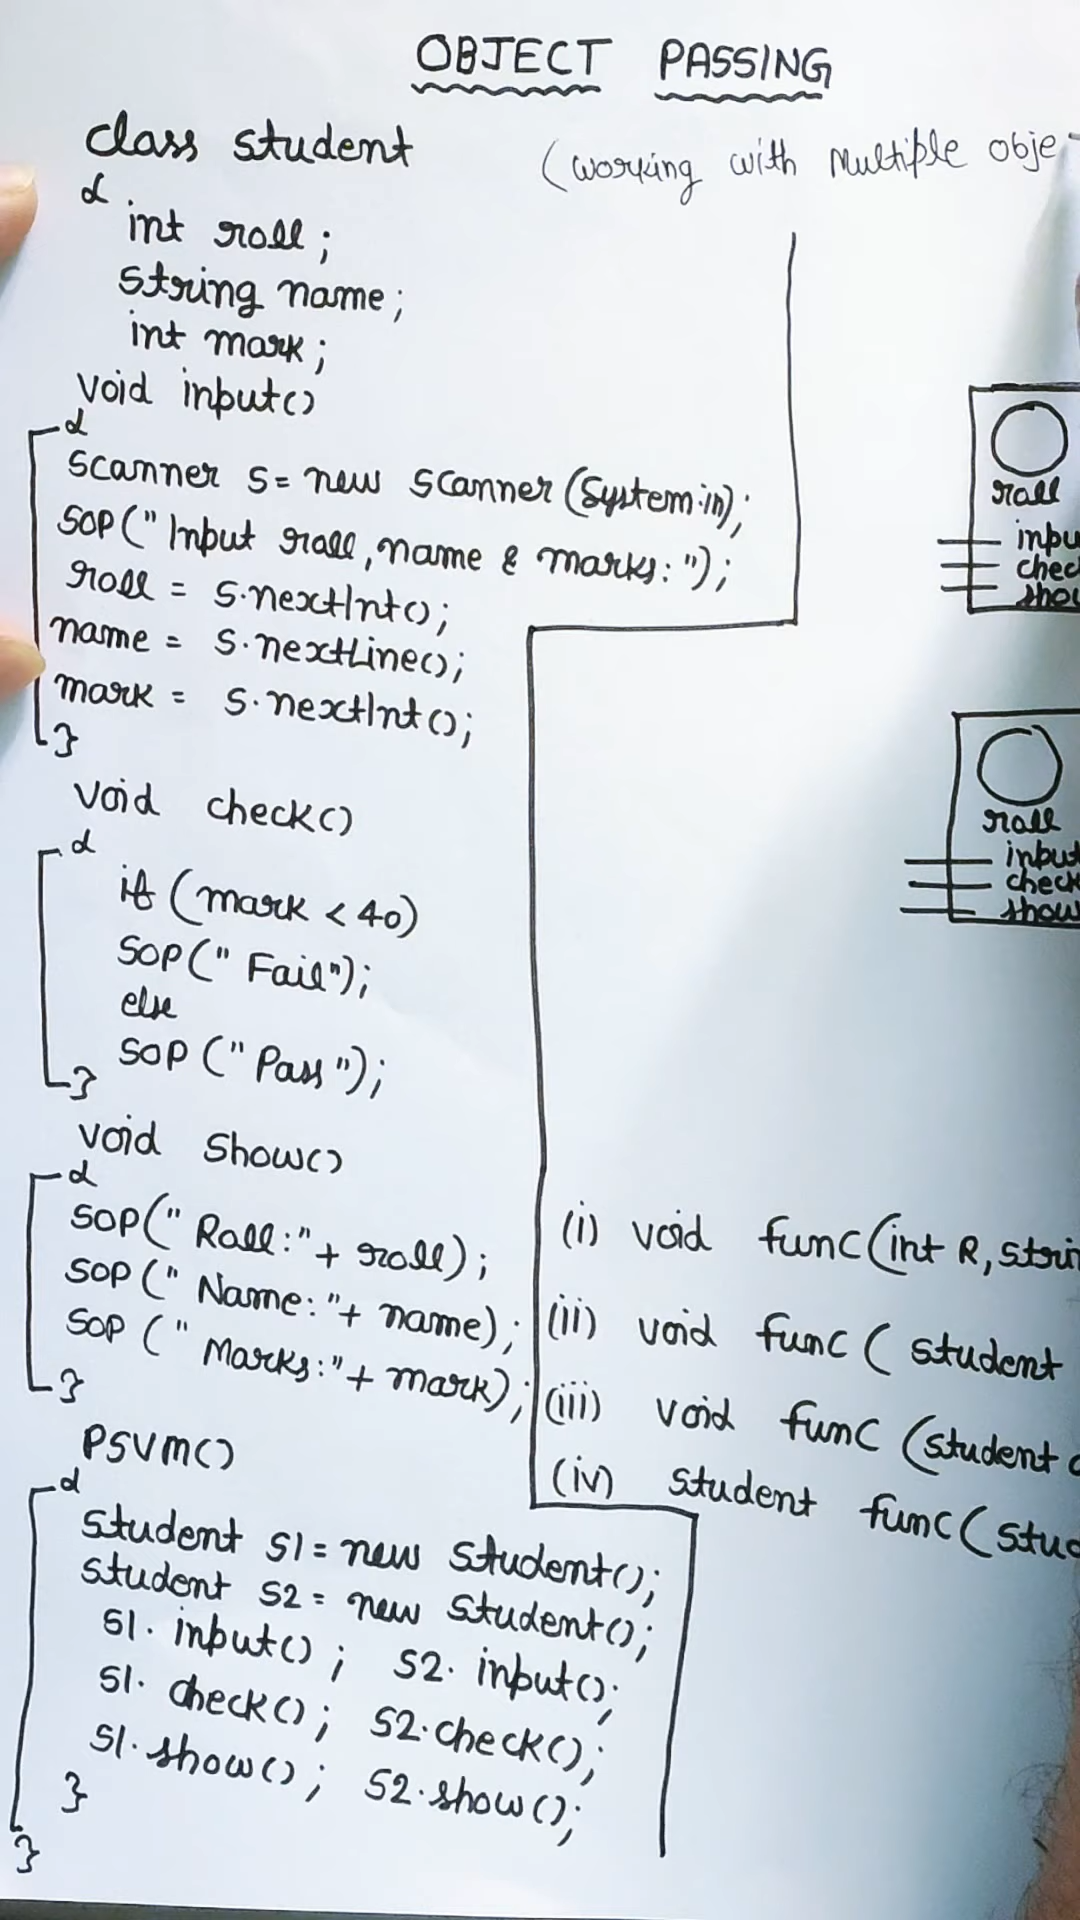 OBJECT PASSING
(Working with Multiple obje
class student
{
int roll;
String name;
int mark;
void input()
{
Scanner s= new Scanner (System.in);
SOP(" Input roll, name & marks: ");
roll = s.nextInt();
name = s.nextLine();
mark = s.nextInt();
}
void check()
{
if (mark < 40)
SOP(" Fail");
else
SOP (" Pass ");
}
void show()
{
SOP(" Roll:"+ roll);
SOP (" Name:"+ name);
SOP (" Marks:"+ mark);
}
PSVM()
{
student s1 = new student();
student s2 = new student();
s1. input(); s2. input();
s1. check(); s2.check();
s1.show(); s2.show();
}
}
roll
inpu
chec
show
roll
input
check
show
(i) void func(int R, Strin
(ii) void func ( student
(iii) void func (student
(iv) student func( stud